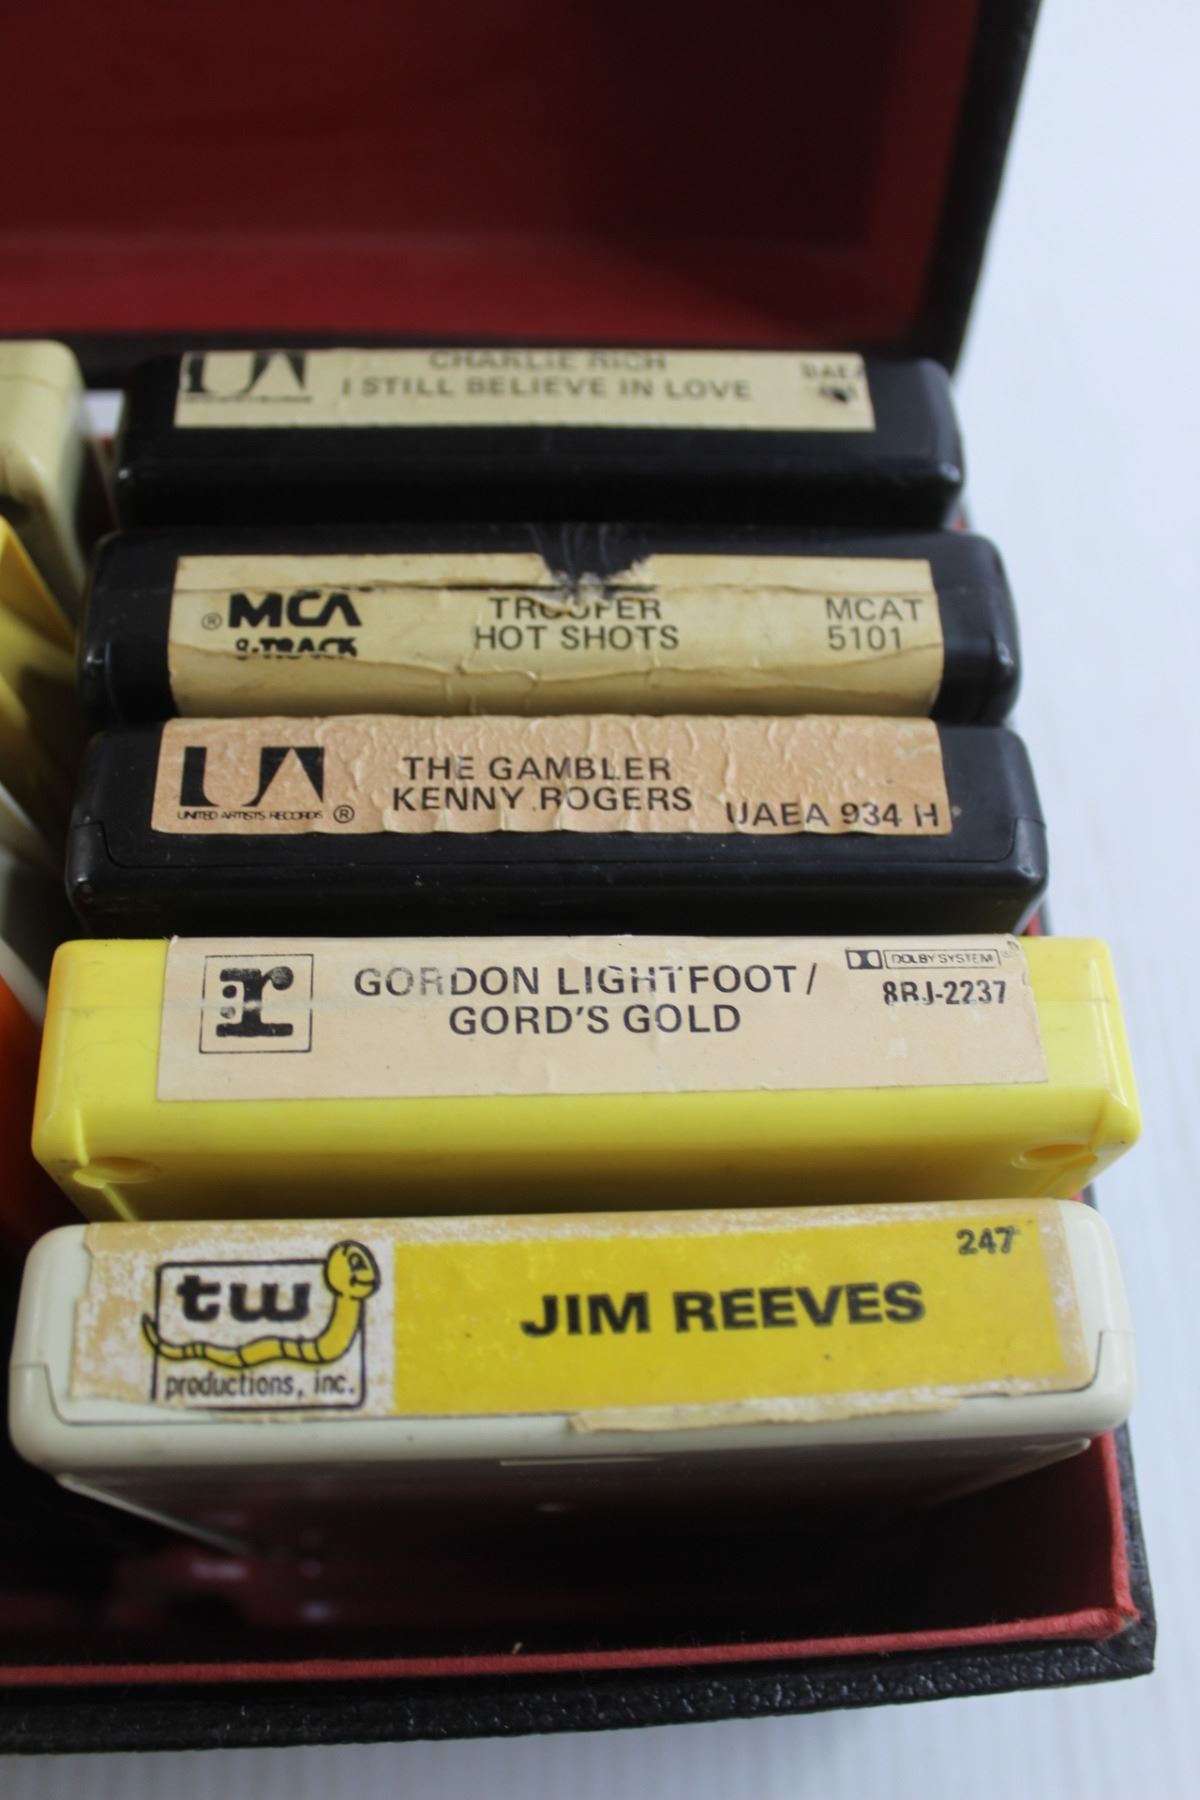 UA
CHARLIE RICH
I STILL BELIEVE IN LOVE
® MCA
8-TRACK
TROOPER
HOT SHOTS
MCAT
5101
UA
UNITED ARTISTS RECORDS ®
THE GAMBLER
KENNY ROGERS
UAEA 934 H
r
GORDON LIGHTFOOT/
GORD'S GOLD
DOLBY SYSTEM ®
8RJ-2237
tw
productions, inc.
JIM REEVES
247